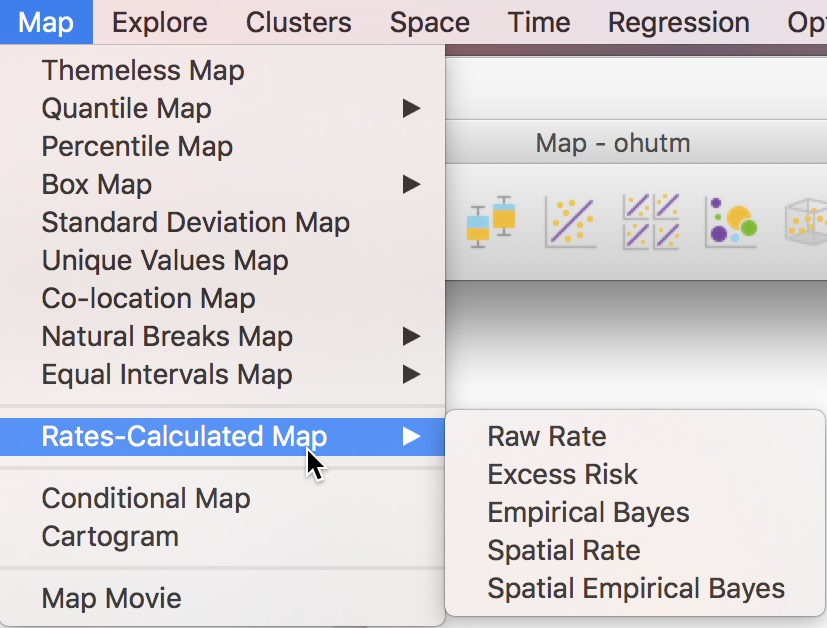 Map Explore Clusters Space Time Regression
Themeless Map
Quantile Map
Percentile Map
Box Map
Standard Deviation Map
Unique Values Map
Co-location Map
Natural Breaks Map
Equal Intervals Map
Rates-Calculated Map
Conditional Map
Cartogram
Map Movie
Map - ohutm
Raw Rate
Excess Risk
Empirical Bayes
Spatial Rate
Spatial Empirical Bayes